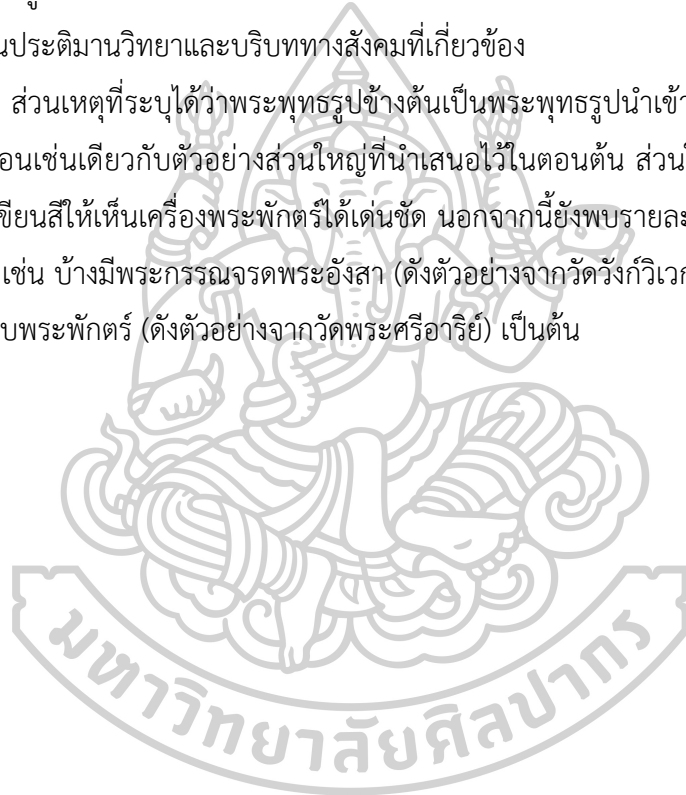 นประติมานวิทยาและบริบททางสังคมที่เกี่ยวข้อง
ส่วนเหตุที่ระบุได้ว่าพระพุทธรูปข้างต้นเป็นพระพุทธรูปนำเข้า
อนเช่นเดียวกับตัวอย่างส่วนใหญ่ที่นำเสนอไว้ในตอนต้น ส่วน
ขียนสีให้เห็นเครื่องพระพักตร์ได้เด่นชัด นอกจากนี้ยังพบรายละ
เช่น บ้างมีพระกรรณจรดพระอังสา (ดังตัวอย่างจากวัดวังก์วิเวก
บพระพักตร์ (ดังตัวอย่างจากวัดพระศรีอาริย์) เป็นต้น
มหาวิทยาลัยศิลปากร